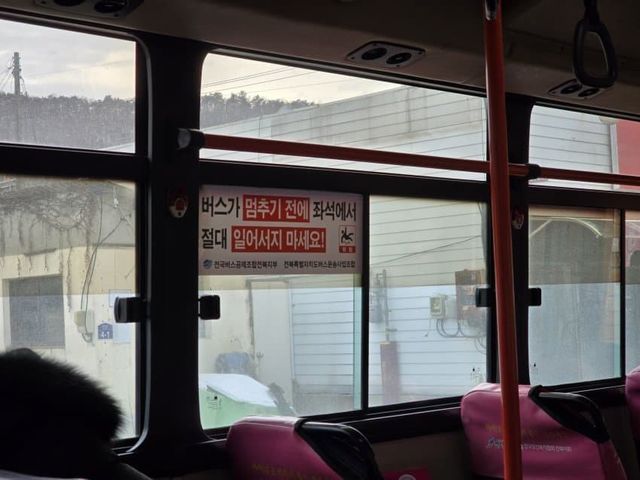 버스가 멈추기 전에 좌석에서
절대 일어서지 마세요!
전국버스공제조합전북지부 전북특별자치도버스운송사업조합
4-1